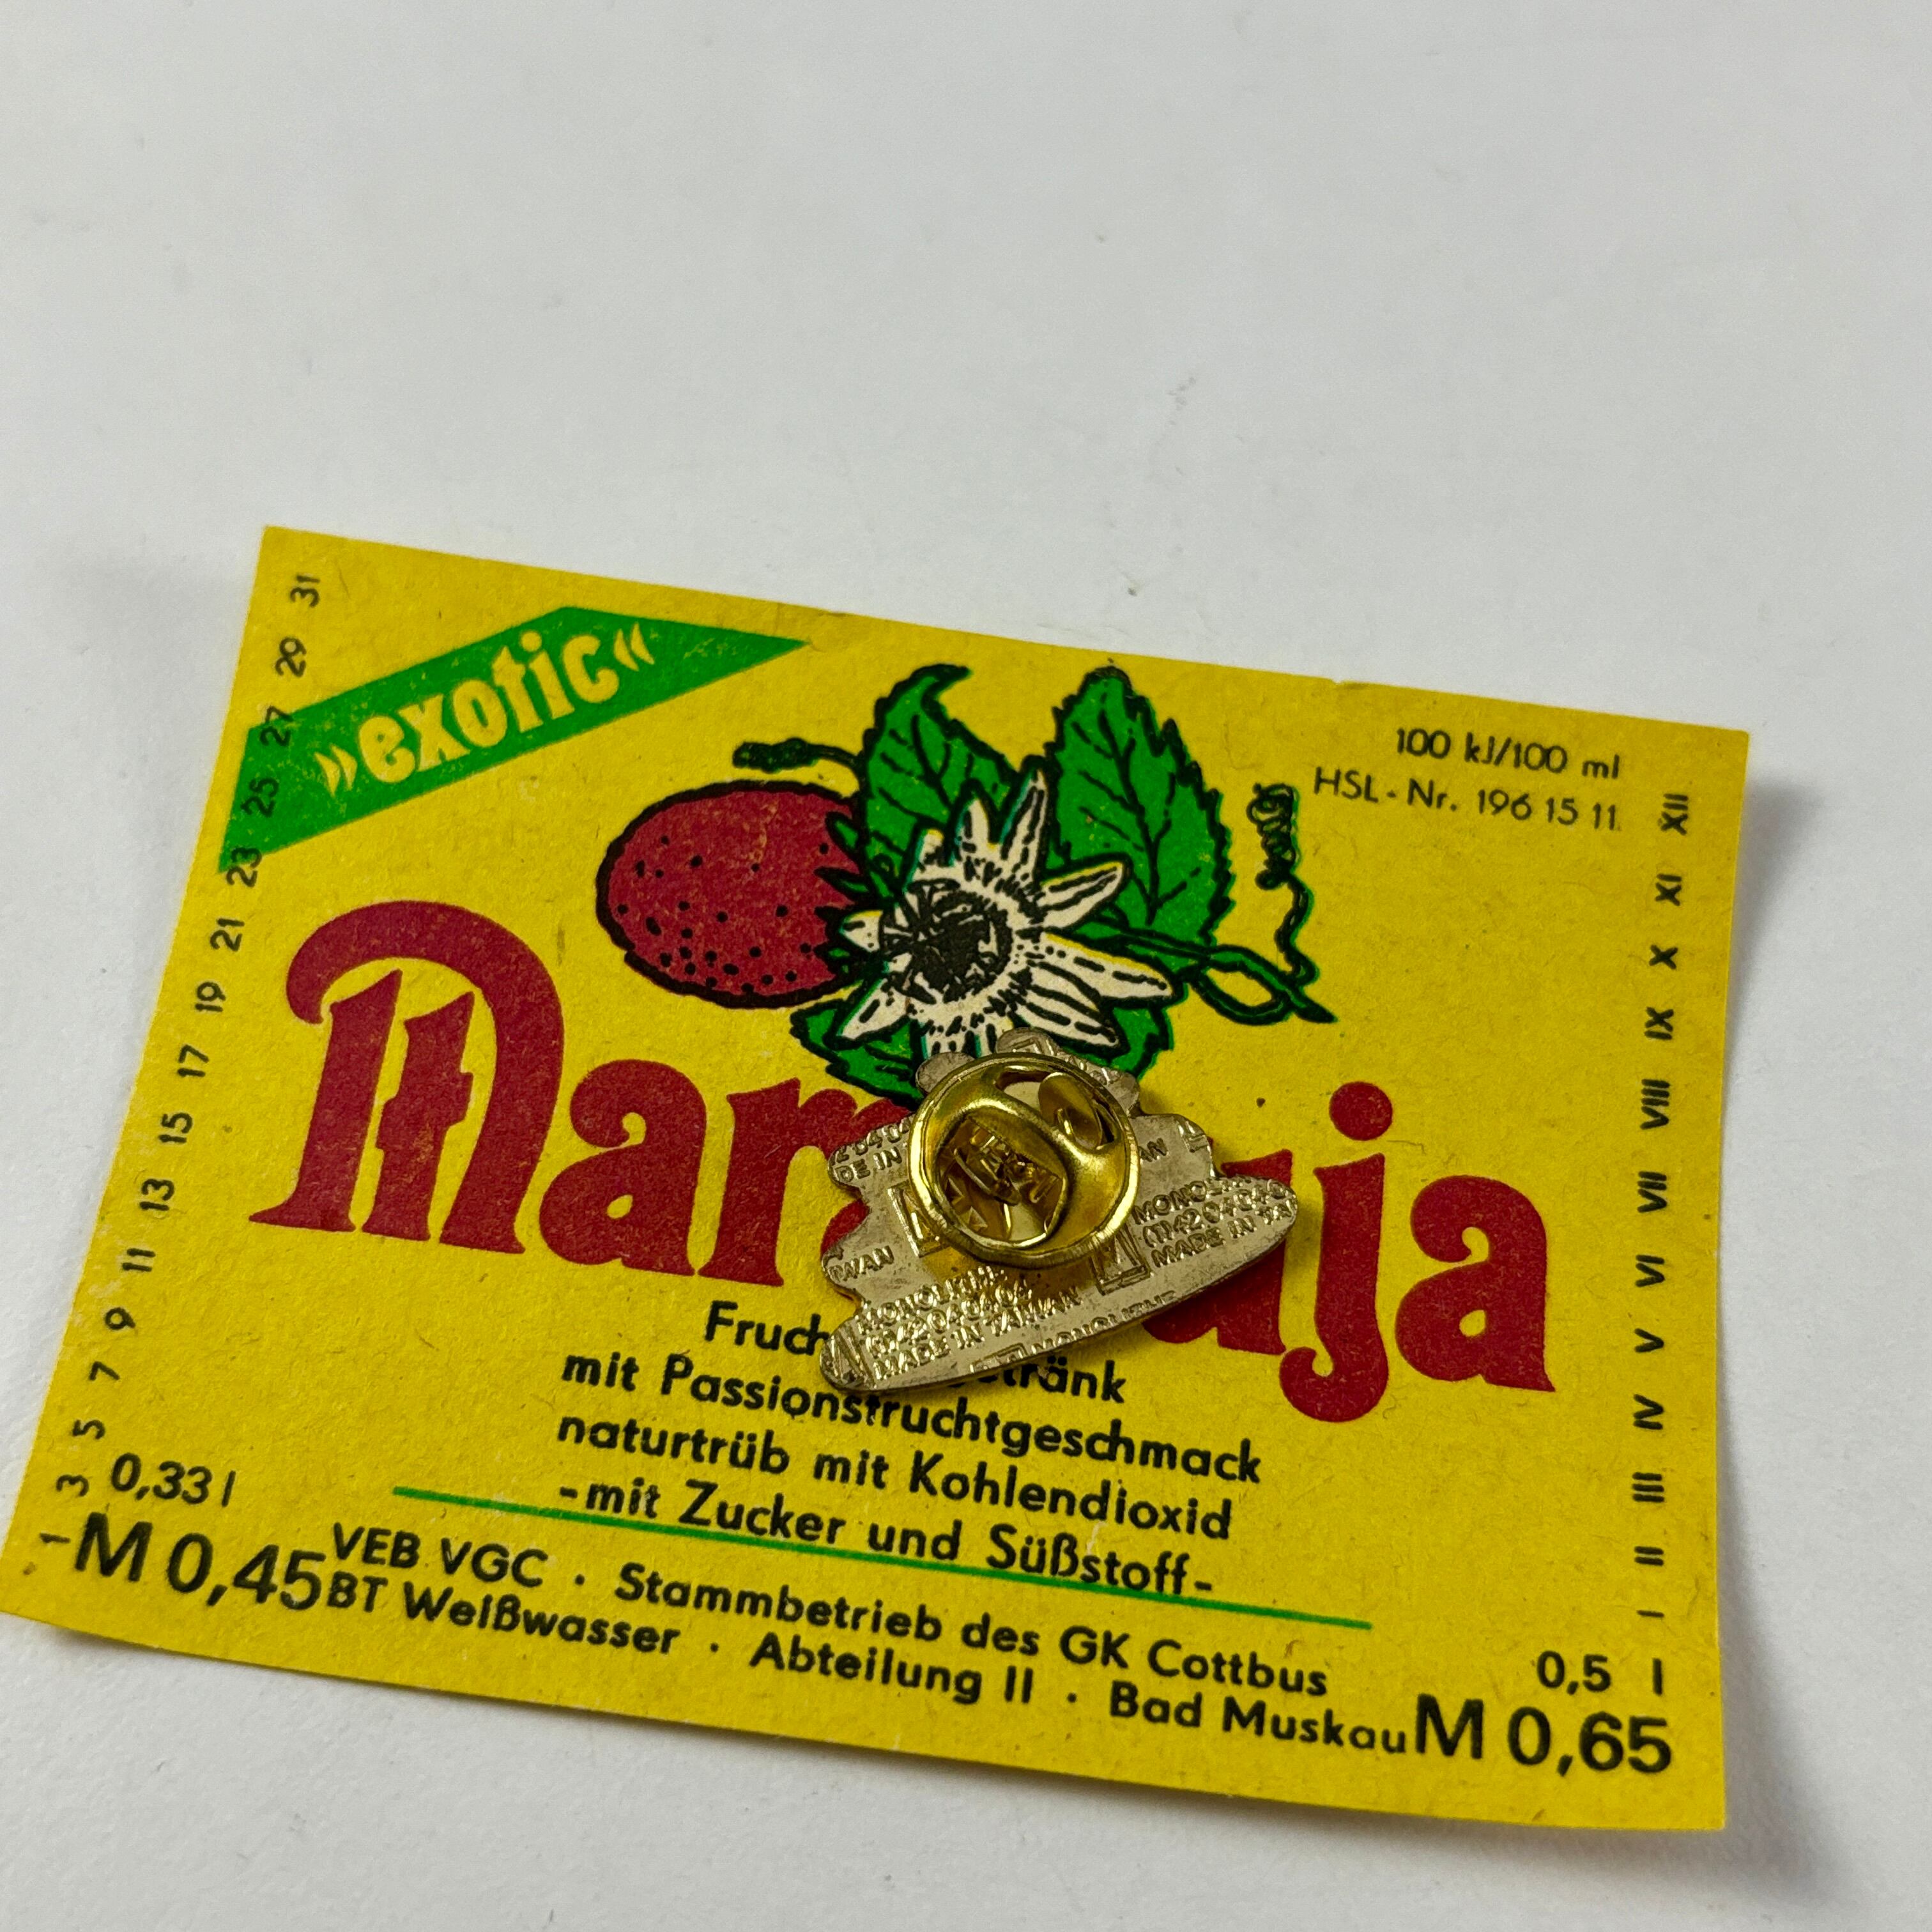 »exotic«
100 kJ/100 ml
HSL-Nr. 196 15 11
31
29
27
25
23
21
19
17
15
13
11
9
7
5
3
1
XII
XI
X
IX
VIII
VII
VI
V
IV
III
II
I
Mar uja
mit Passionsfruchtgeschmack
naturtrüb mit Kohlendioxid
-mit Zucker und Süßstoff-
0,33 l
M 0,45
VEB VGC · Stammbetrieb des GK Cottbus
BT Weißwasser · Abteilung II · Bad Muskau
0,5 l
M 0,65
MADE IN TAIWAN